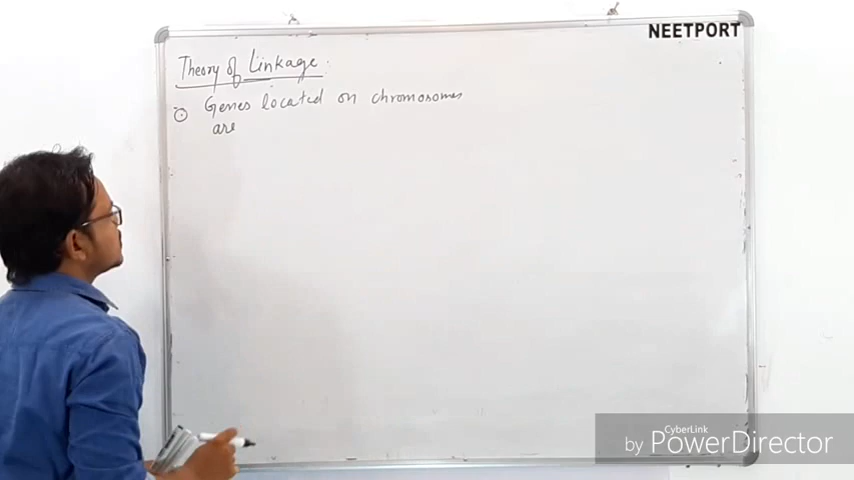 NEETPORT
Theory of Linkage:
Genes located on chromosomes
are
CyberLink
by PowerDirector